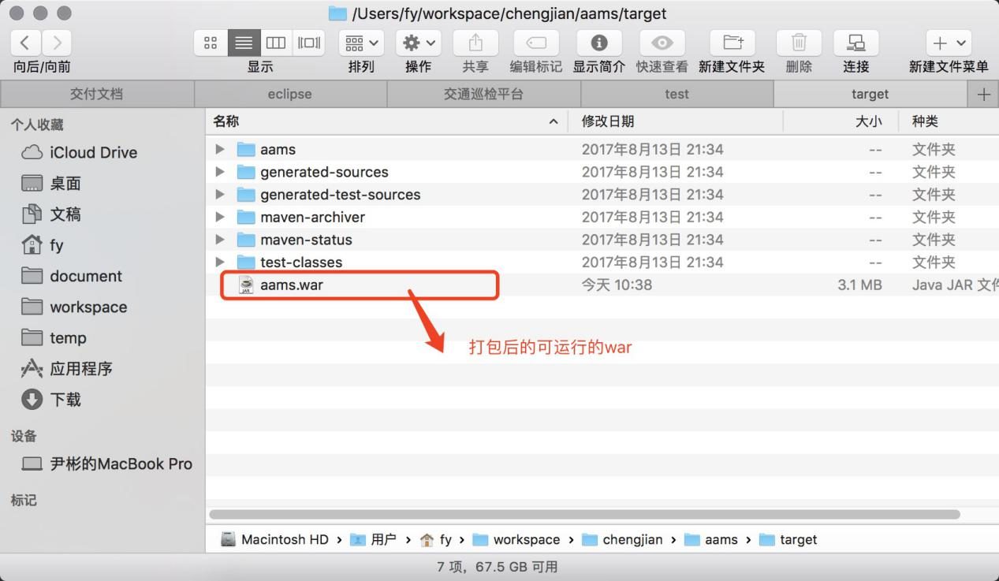 /Users/fy/workspace/chengjian/aams/target
向后/向前 显示 排列 操作 共享 编辑标记 显示简介 快速查看 新建文件夹 删除 连接 新建文件菜单
交付文档 eclipse 交通巡检平台 test target
个人收藏
iCloud Drive
桌面
文稿
fy
document
workspace
temp
应用程序
下载
设备
尹彬的MacBook Pro
标记
名称 修改日期 大小 种类
aams 2017年8月13日 21:34 -- 文件夹
generated-sources 2017年8月13日 21:34 -- 文件夹
generated-test-sources 2017年8月13日 21:34 -- 文件夹
maven-archiver 2017年8月13日 21:34 -- 文件夹
maven-status 2017年8月13日 21:34 -- 文件夹
test-classes 2017年8月13日 21:34 -- 文件夹
JAR aams.war 今天 10:38 3.1 MB Java JAR 文件
打包后的可运行的war
Macintosh HD › 用户 › fy › workspace › chengjian › aams › target
7 项，67.5 GB 可用